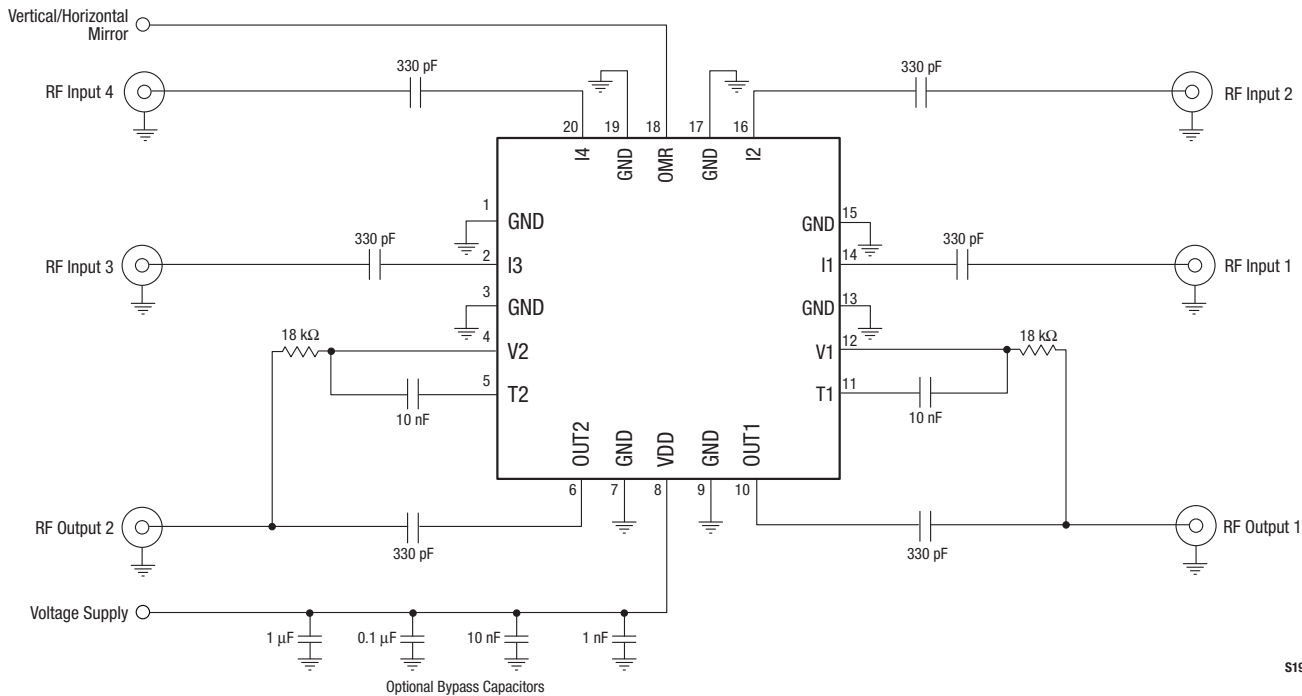 Vertical/Horizontal
Mirror
RF Input 4
330 pF
330 pF
RF Input 2
20
19
18
17
16
I4
GND
OMR
GND
I2
1
GND
GND
15
RF Input 3
330 pF
2
I3
I1
14
330 pF
RF Input 1
3
GND
GND
13
18 kΩ
4
V2
V1
12
18 kΩ
5
T2
T1
11
10 nF
10 nF
OUT2
GND
VDD
GND
OUT1
6
7
8
9
10
RF Output 2
330 pF
330 pF
RF Output 1
Voltage Supply
1 μF
0.1 μF
10 nF
1 nF
Optional Bypass Capacitors
S19